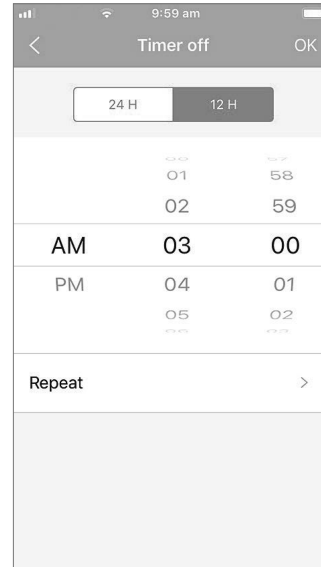 9:59 am
Timer off OK
24 H 12 H
01 58
02 59
AM 03 00
PM 04 01
05 02
Repeat